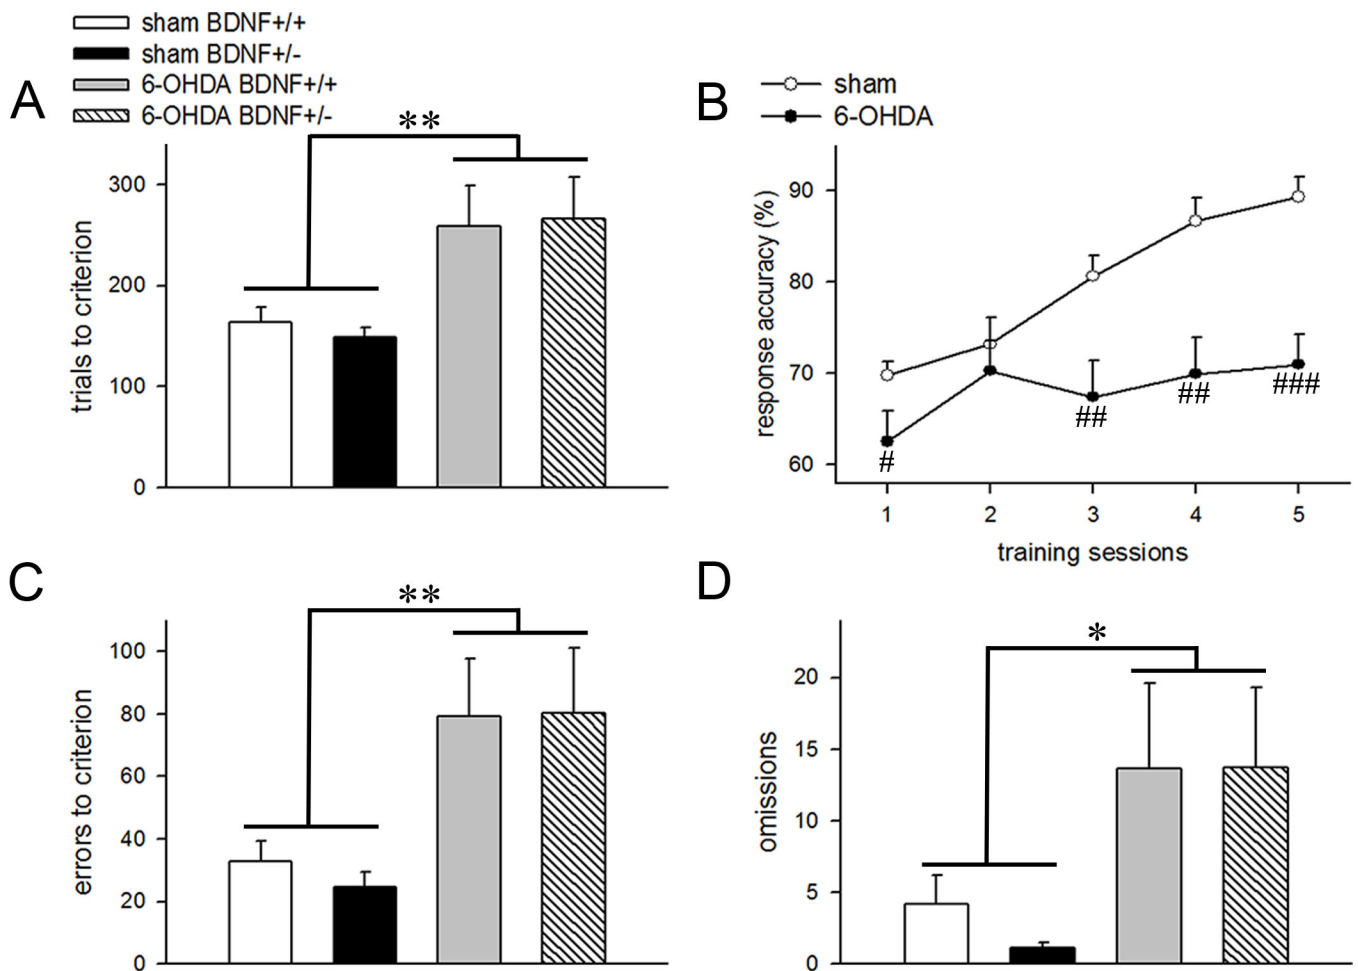 sham BDNF+/+
sham BDNF+/-
6-OHDA BDNF+/+
6-OHDA BDNF+/-
A
**
300
200
100
0
trials to criterion
B
sham
6-OHDA
90
80
70
60
response accuracy (%)
#
##
##
###
1 2 3 4 5
training sessions
C
**
100
80
60
40
20
0
errors to criterion
D
*
20
15
10
5
0
omissions